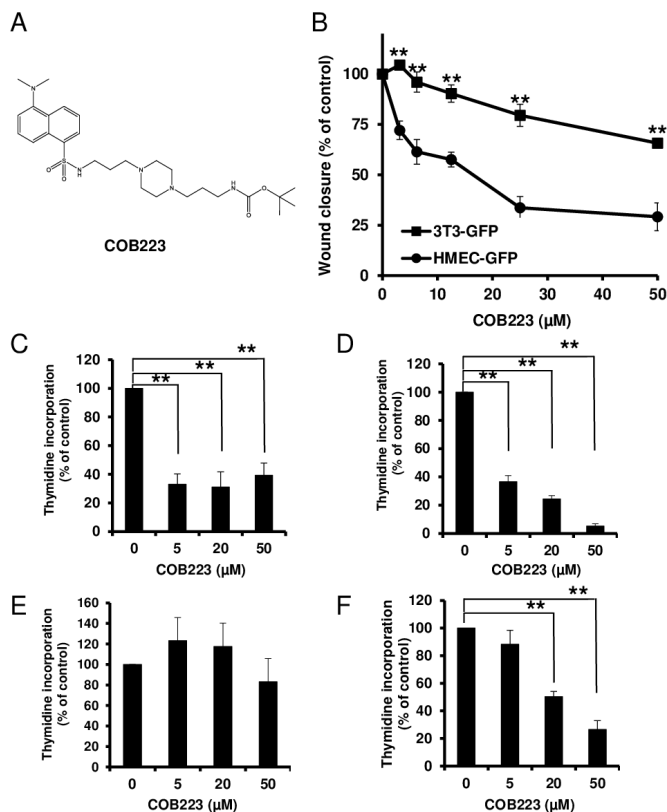 A
N
S
O
O
N
H
N
N
H
N
O
O
COB223
B
Wound closure (% of control)
100
75
50
25
0
**
**
**
**
**
3T3-GFP
HMEC-GFP
0 10 20 30 40 50
COB223 (µM)
C
Thymidine incorporation
(% of control)
120
100
80
60
40
20
0
**
**
**
0 5 20 50
COB223 (µM)
D
Thymidine incorporation
(% of control)
120
100
80
60
40
20
0
**
**
**
0 5 20 50
COB223 (µM)
E
Thymidine incorporation
(% of control)
160
140
120
100
80
60
40
20
0
0 5 20 50
COB223 (µM)
F
Thymidine incorporation
(% of control)
120
100
80
60
40
20
0
**
**
0 5 20 50
COB223 (µM)